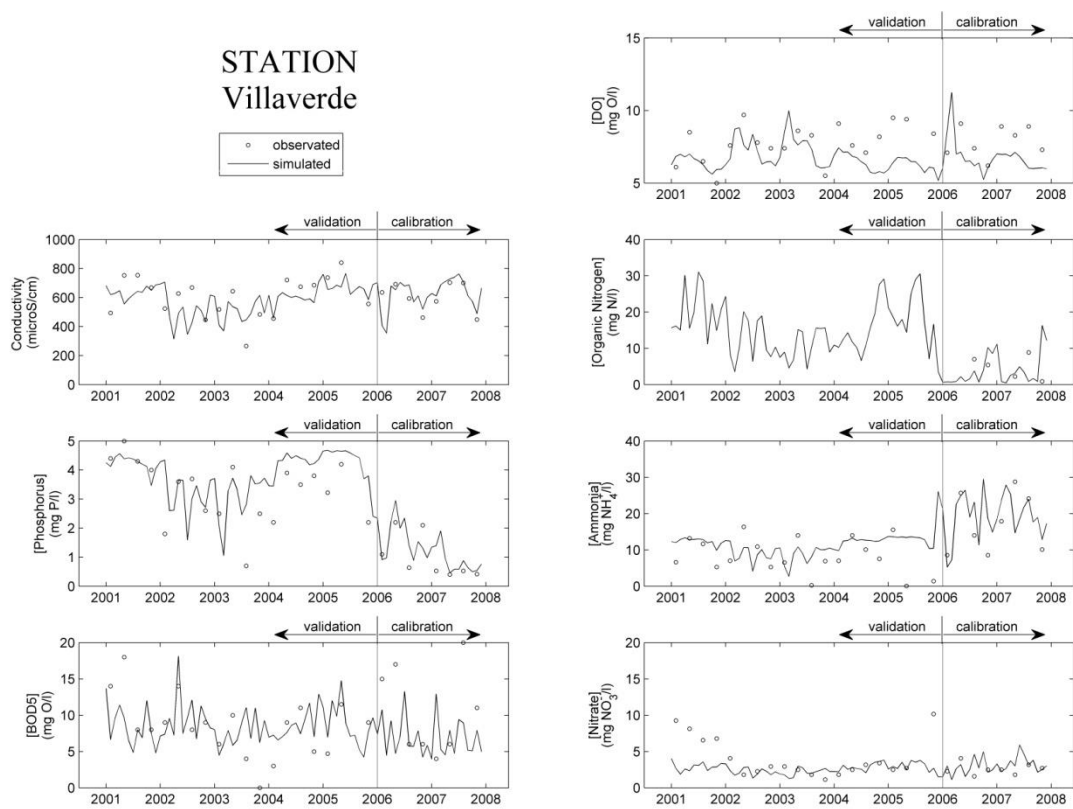 STATION
Villaverde
observated
simulated
validation calibration
Conductivity
(microS/cm)
1000
800
600
400
200
0
2001 2002 2003 2004 2005 2006 2007 2008
validation calibration
[Phosphorus]
(mg P/l)
5
4
3
2
1
0
2001 2002 2003 2004 2005 2006 2007 2008
validation calibration
[BOD5]
(mg O/l)
20
15
10
5
0
2001 2002 2003 2004 2005 2006 2007 2008
validation calibration
[DO]
(mg O/l)
15
10
5
2001 2002 2003 2004 2005 2006 2007 2008
validation calibration
[Organic Nitrogen]
(mg N/l)
40
30
20
10
0
2001 2002 2003 2004 2005 2006 2007 2008
validation calibration
[Ammonia]
(mg NH4+/l)
40
30
20
10
0
2001 2002 2003 2004 2005 2006 2007 2008
validation calibration
[Nitrate]
(mg NO3-/l)
20
15
10
5
0
2001 2002 2003 2004 2005 2006 2007 2008